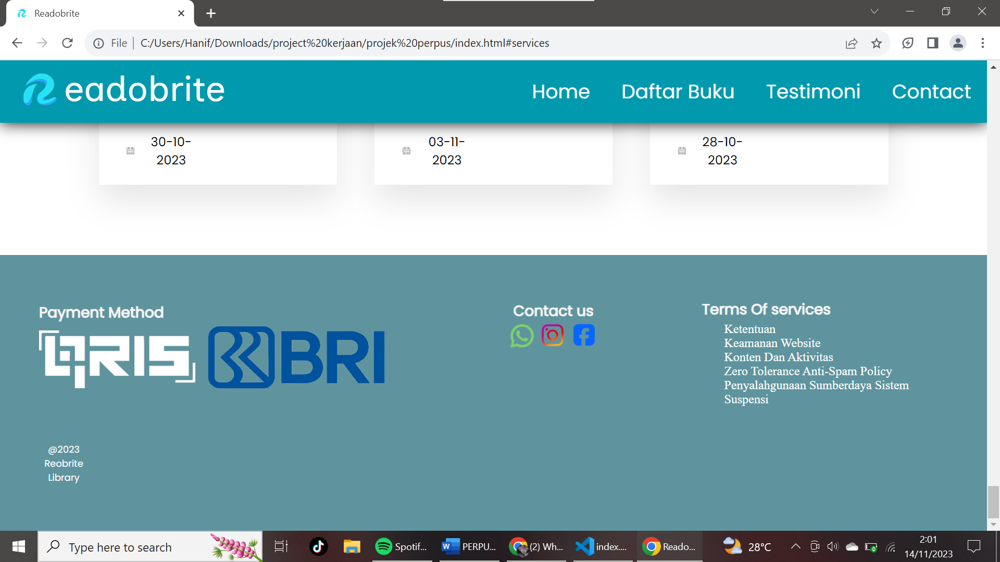 Readobrite
File
C:/Users/Hanif/Downloads/project%20kerjaan/projek%20perpus/index.html#services
Readobrite
Home
Daftar Buku
Testimoni
Contact
30-10-
2023
03-11-
2023
28-10-
2023
Payment Method
QRIS
BRI
Contact us
Terms Of services
Ketentuan
Keamanan Website
Konten Dan Aktivitas
Zero Tolerance Anti-Spam Policy
Penyalahgunaan Sumberdaya Sistem
Suspensi
@2023
Reobrite
Library
Type here to search
Spotif...
PERPU...
(2) Wh...
index....
Reado...
28°C
2:01
14/11/2023